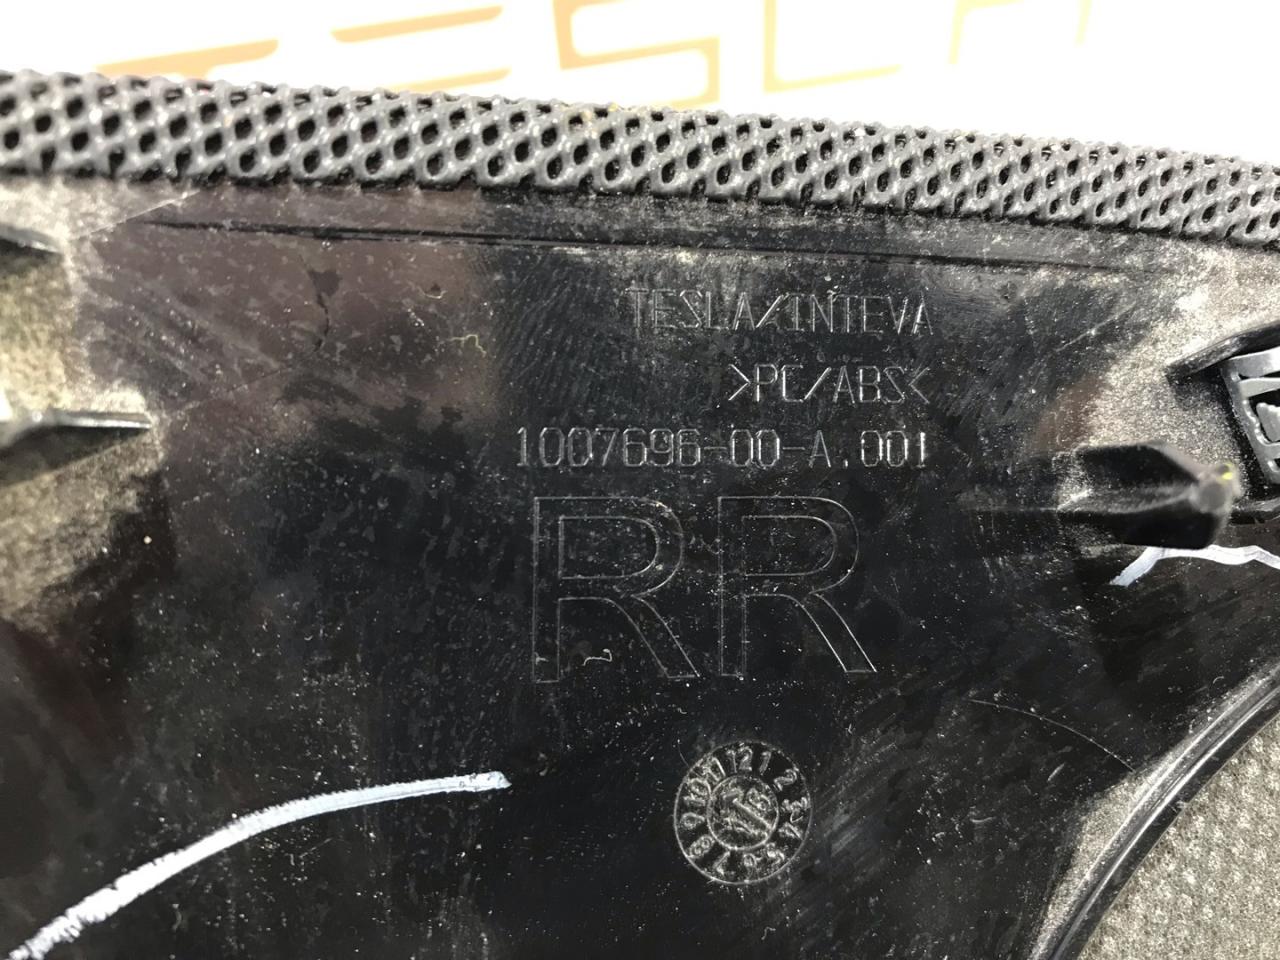 TESLA/INTEVA
>PC/ABS<
1007696-00-A.001
RR